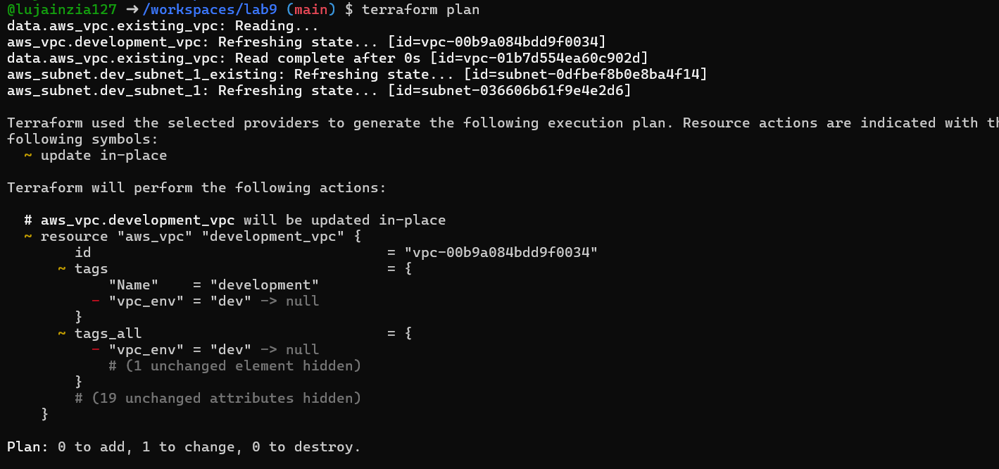 @lujainzia127 ➜ /workspaces/lab9 (main) $ terraform plan
data.aws_vpc.existing_vpc: Reading...
aws_vpc.development_vpc: Refreshing state... [id=vpc-00b9a084bdd9f0034]
data.aws_vpc.existing_vpc: Read complete after 0s [id=vpc-01b7d554ea60c902d]
aws_subnet.dev_subnet_1_existing: Refreshing state... [id=subnet-0dfbef8b0e8ba4f14]
aws_subnet.dev_subnet_1: Refreshing state... [id=subnet-036606b61f9e4e2d6]
Terraform used the selected providers to generate the following execution plan. Resource actions are indicated with th
following symbols:
  ~ update in-place
Terraform will perform the following actions:
  # aws_vpc.development_vpc will be updated in-place
  ~ resource "aws_vpc" "development_vpc" {
        id                                   = "vpc-00b9a084bdd9f0034"
      ~ tags                                 = {
            "Name"    = "development"
          - "vpc_env" = "dev" -> null
        }
      ~ tags_all                             = {
          - "vpc_env" = "dev" -> null
            # (1 unchanged element hidden)
        }
        # (19 unchanged attributes hidden)
    }
Plan: 0 to add, 1 to change, 0 to destroy.